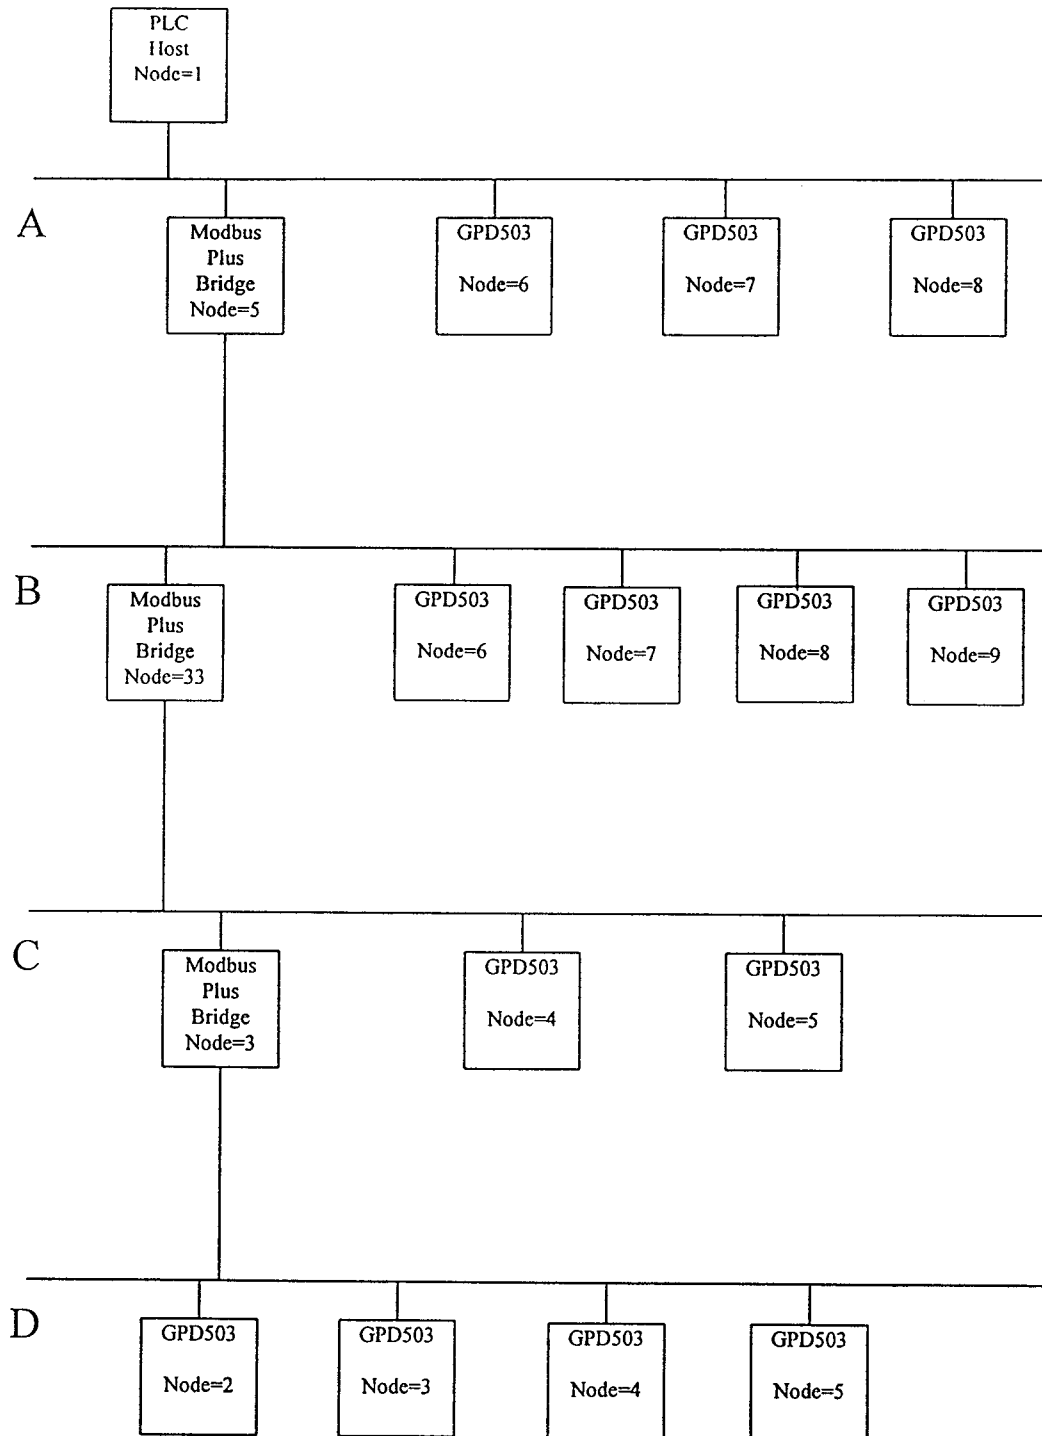 PLC
Host
Node=1
A
Modbus
Plus
Bridge
Node=5
GPD503
Node=6
GPD503
Node=7
GPD503
Node=8
B
Modbus
Plus
Bridge
Node=33
GPD503
Node=6
GPD503
Node=7
GPD503
Node=8
GPD503
Node=9
C
Modbus
Plus
Bridge
Node=3
GPD503
Node=4
GPD503
Node=5
D
GPD503
Node=2
GPD503
Node=3
GPD503
Node=4
GPD503
Node=5